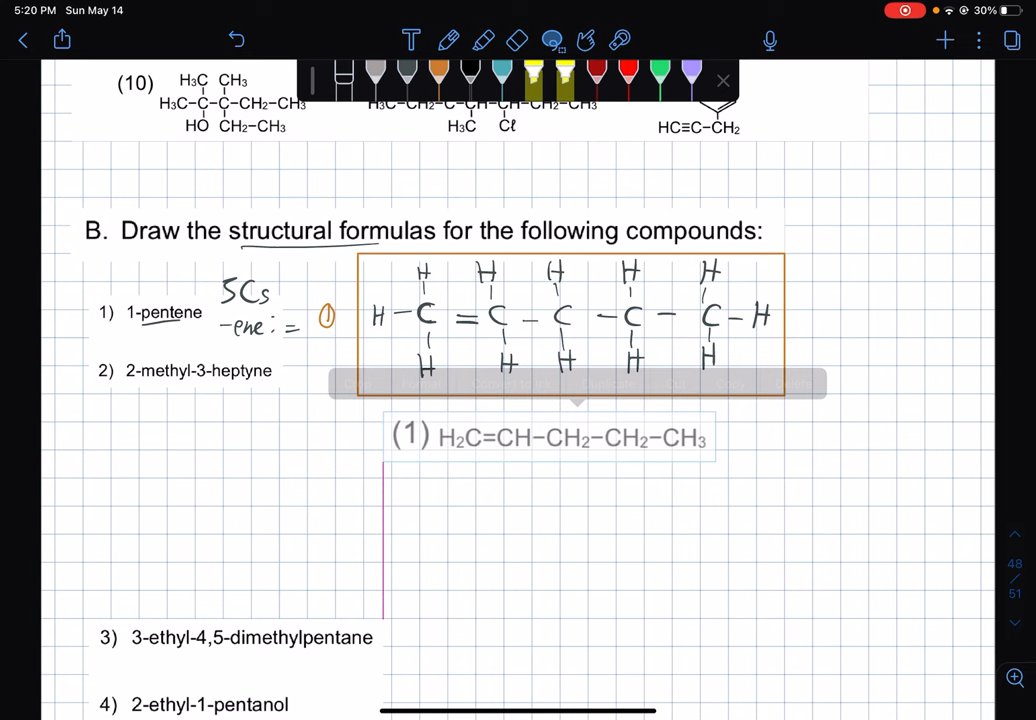 5:20 PM Sun May 14
30%
(10)
H₃C CH₃
H₃C−C−C−CH₂−CH₃
HO CH₂−CH₃
H₃C Cl
HC≡C−CH₂
B. Draw the structural formulas for the following compounds:
1) 1-pentene
5Cs
-ene: =
①
H H H H H
H − C = C − C − C − C − H
H H H H H
2) 2-methyl-3-heptyne
(1) H₂C=CH−CH₂−CH₂−CH₃
3) 3-ethyl-4,5-dimethylpentane
4) 2-ethyl-1-pentanol
48
/
51